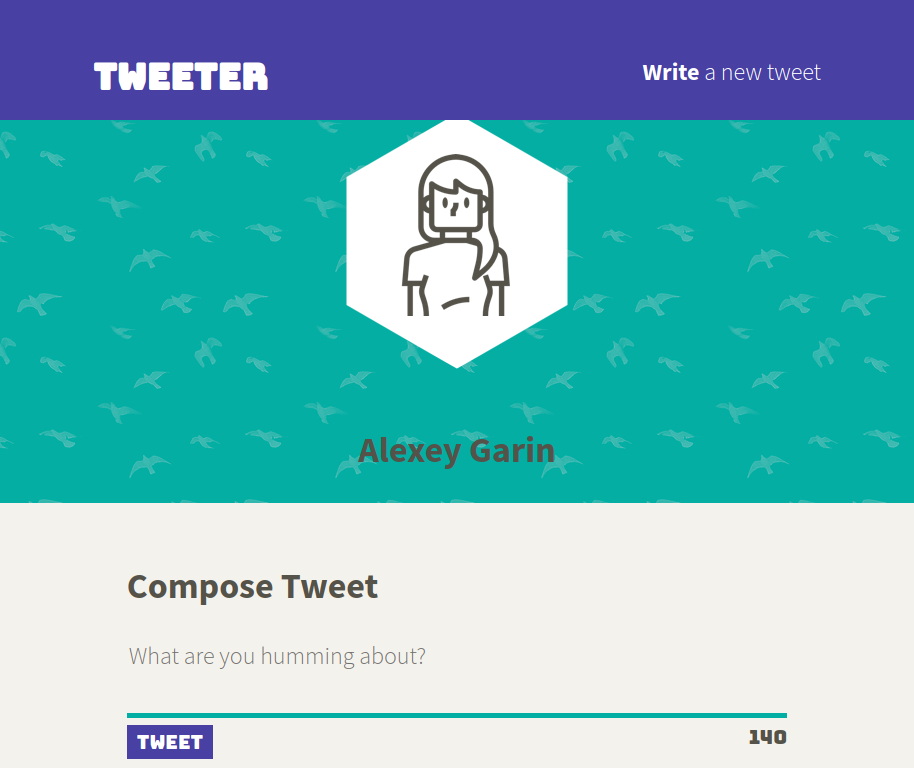 TWEETER
Write a new tweet
Alexey Garin
Compose Tweet
What are you humming about?
TWEET
140